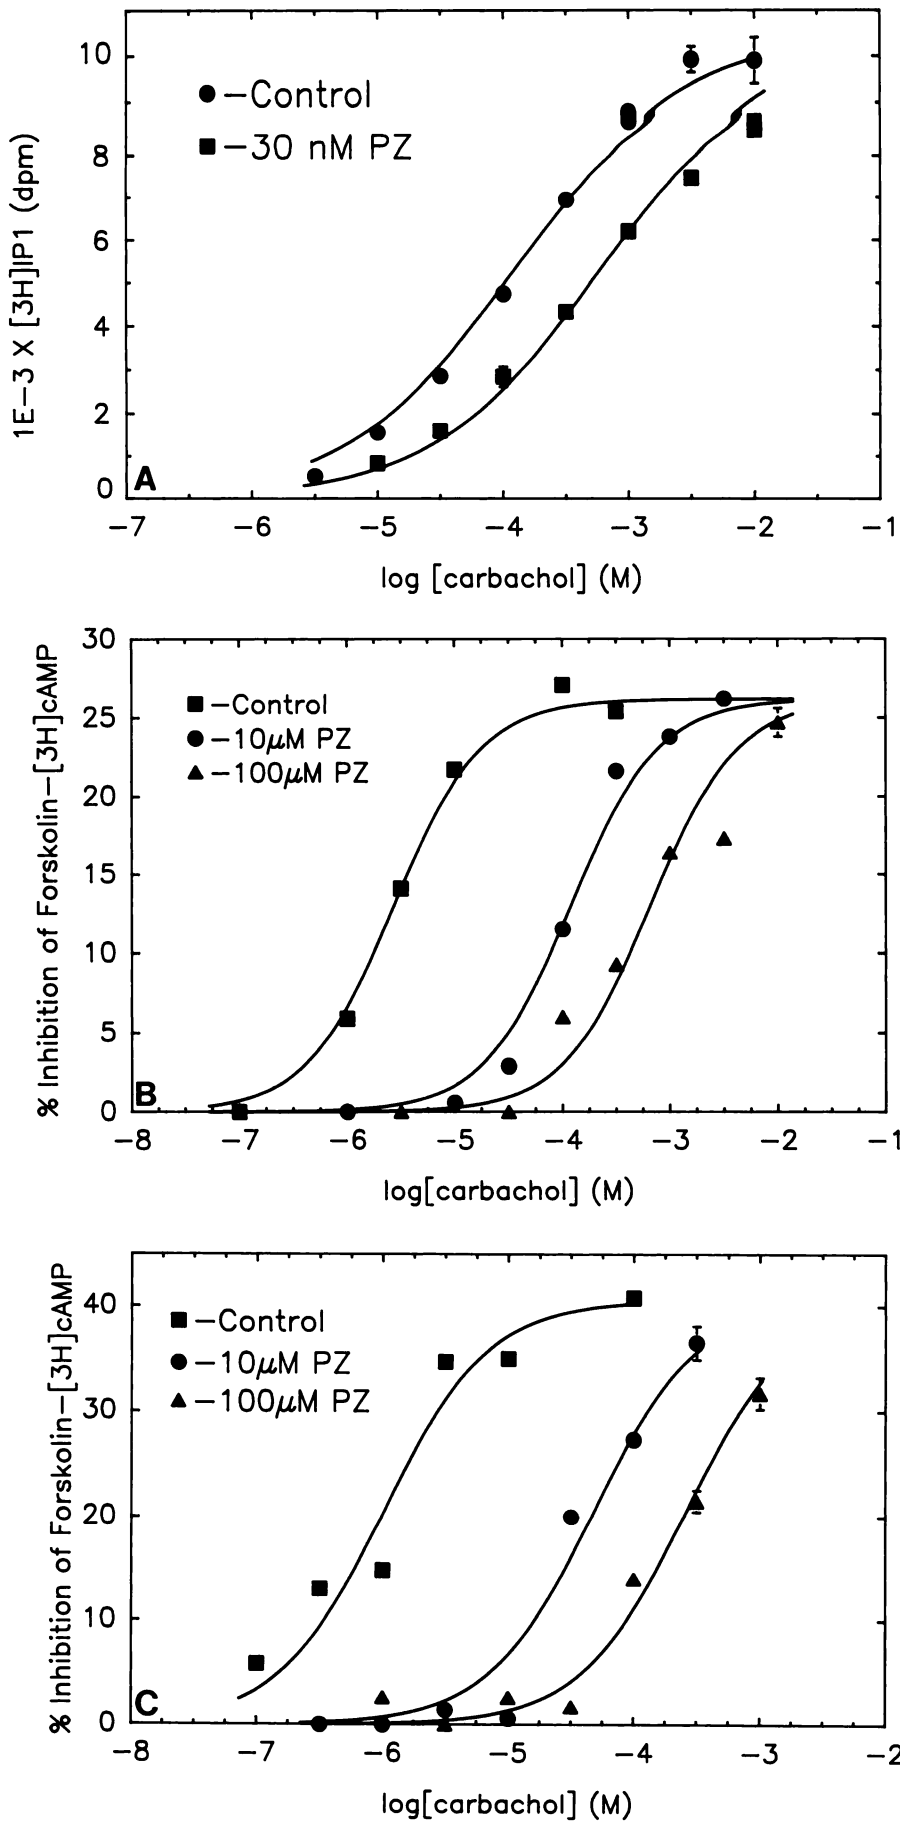 1E-3 X [3H]IP1 (dpm)
10
8
6
4
2
0
-Control
-30 nM PZ
A
-7 -6 -5 -4 -3 -2 -1
log [carbachol] (M)
% Inhibition of Forskolin-[3H]cAMP
30
25
20
15
10
5
0
-Control
-10μM PZ
-100μM PZ
B
-8 -7 -6 -5 -4 -3 -2 -1
log[carbachol] (M)
% Inhibition of Forskolin-[3H]cAMP
40
30
20
10
0
-Control
-10μM PZ
-100μM PZ
C
-8 -7 -6 -5 -4 -3 -2
log[carbachol] (M)